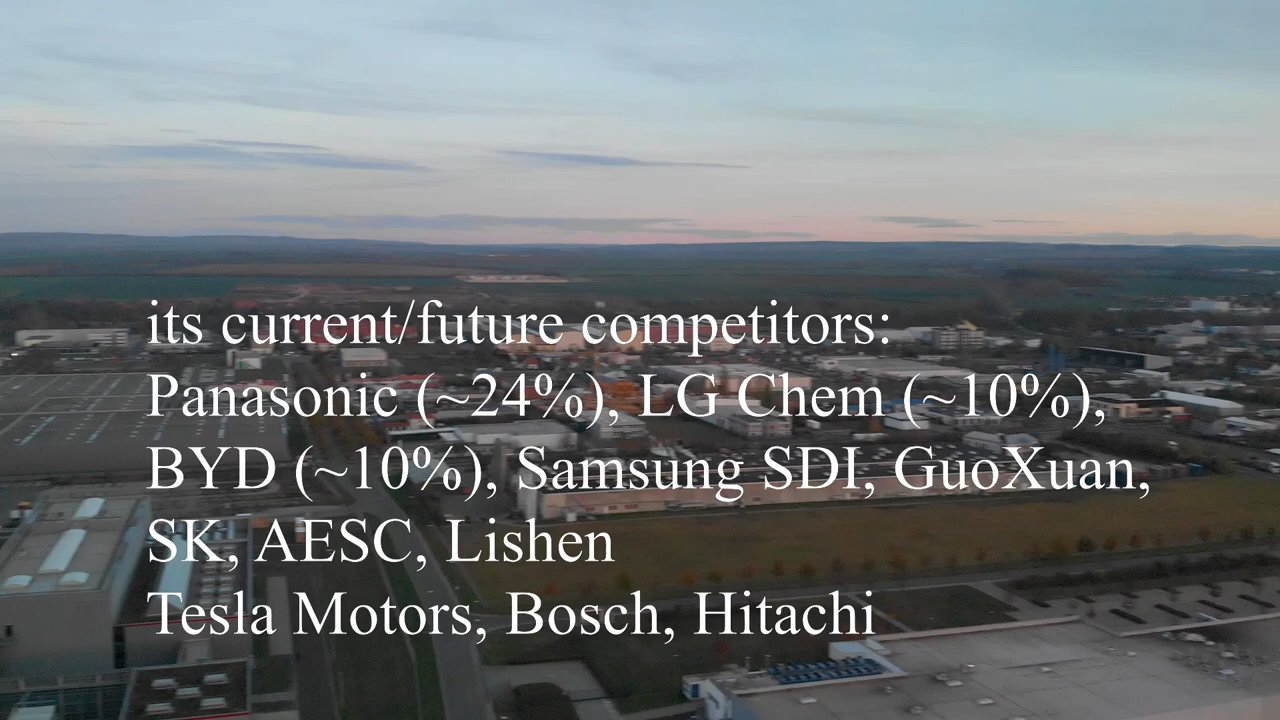 its current/future competitors:
Panasonic (~24%), LG Chem (~10%),
BYD (~10%), Samsung SDI, GuoXuan,
SK, AESC, Lishen
Tesla Motors, Bosch, Hitachi